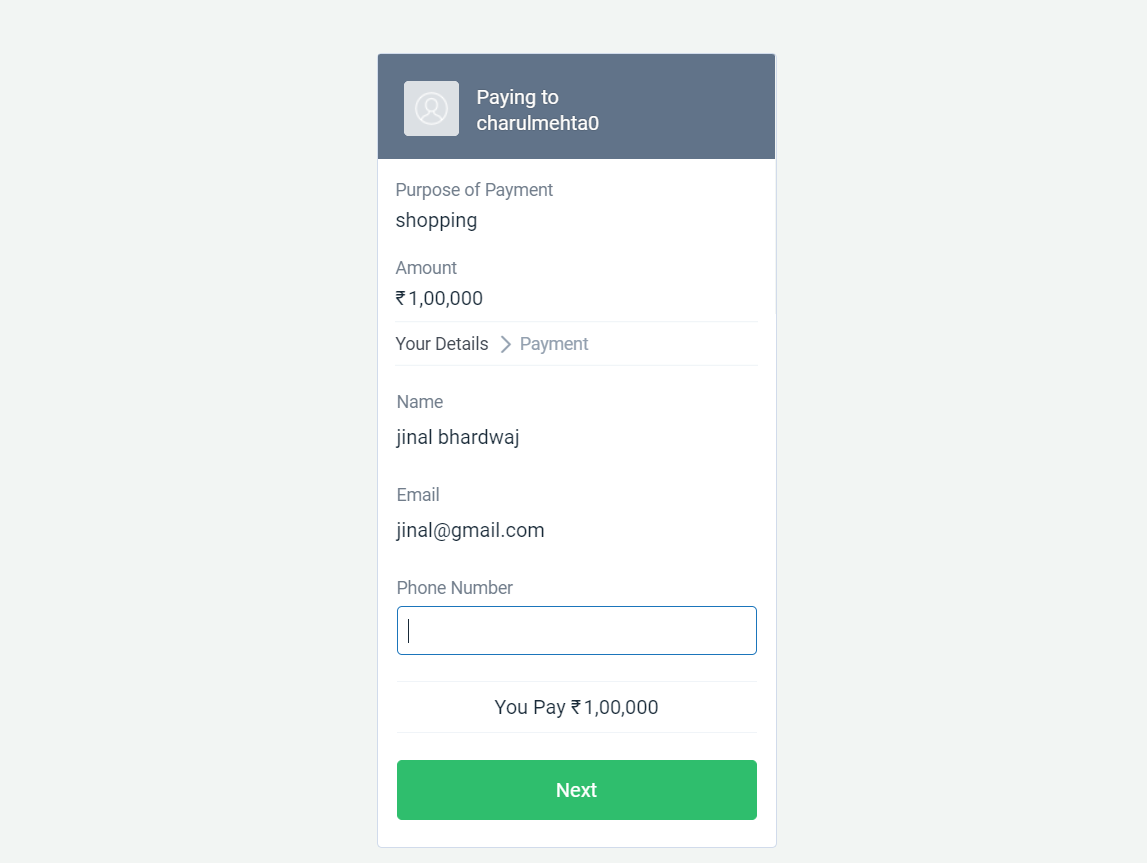 Paying to
charulmehta0
Purpose of Payment
shopping
Amount
₹1,00,000
Your Details > Payment
Name
jinal bhardwaj
Email
jinal@gmail.com
Phone Number
You Pay ₹1,00,000
Next